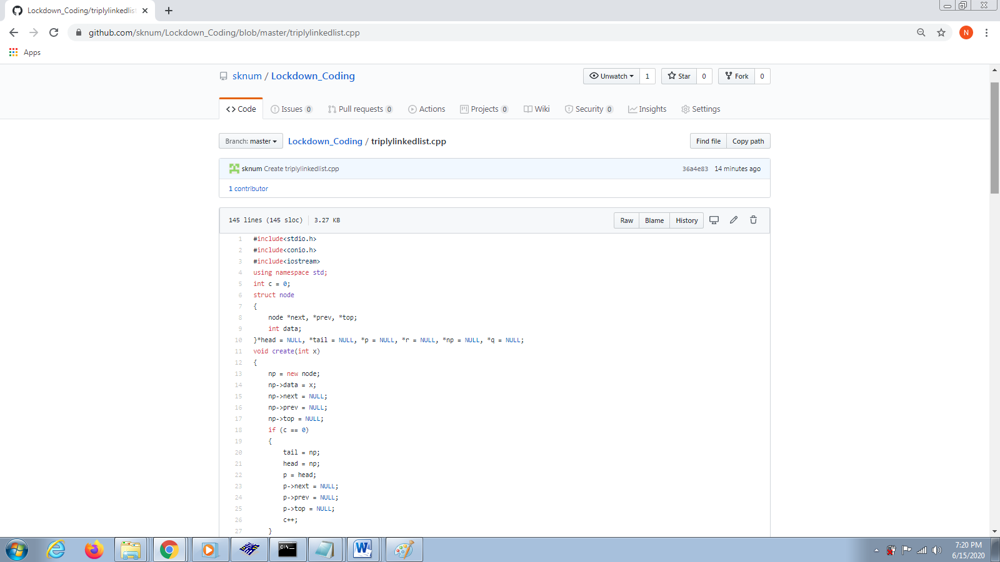 Lockdown_Coding/triplylinkedlist
github.com/sknum/Lockdown_Coding/blob/master/triplylinkedlist.cpp
N
Apps
sknum / Lockdown_Coding
Unwatch 1
Star 0
Fork 0
<> Code
Issues 0
Pull requests 0
Actions
Projects 0
Wiki
Security 0
Insights
Settings
Branch: master
Lockdown_Coding / triplylinkedlist.cpp
Find file
Copy path
sknum Create triplylinkedlist.cpp
36a4e83 14 minutes ago
1 contributor
145 lines (145 sloc) 3.27 KB
Raw
Blame
History
1 #include<stdio.h>
2 #include<conio.h>
3 #include<iostream>
4 using namespace std;
5 int c = 0;
6 struct node
7 {
8 node *next, *prev, *top;
9 int data;
10 }*head = NULL, *tail = NULL, *p = NULL, *r = NULL, *np = NULL, *q = NULL;
11 void create(int x)
12 {
13 np = new node;
14 np->data = x;
15 np->next = NULL;
16 np->prev = NULL;
17 np->top = NULL;
18 if (c == 0)
19 {
20 tail = np;
21 head = np;
22 p = head;
23 p->next = NULL;
24 p->prev = NULL;
25 p->top = NULL;
26 c++;
27 }
C:\
W
7:20 PM
6/15/2020